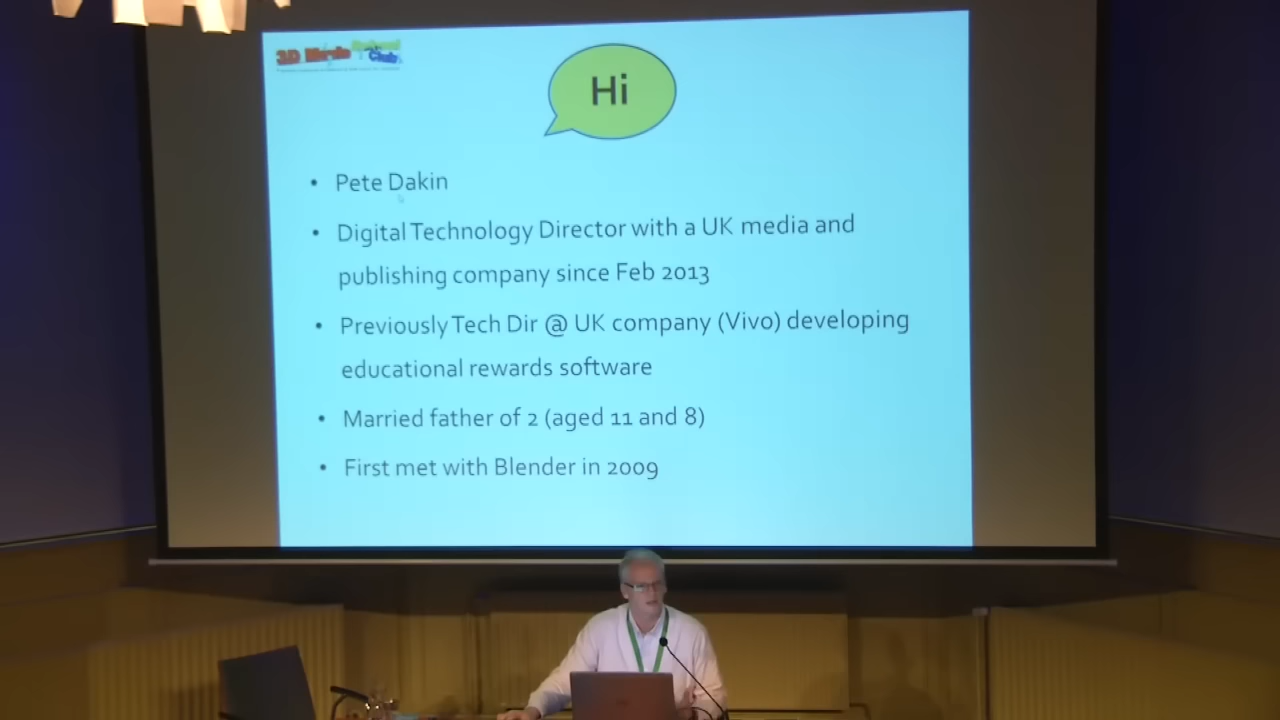 3D
Club
Hi
• Pete Dakin
• Digital Technology Director with a UK media and
publishing company since Feb 2013
• Previously Tech Dir @ UK company (Vivo) developing
educational rewards software
• Married father of 2 (aged 11 and 8)
• First met with Blender in 2009